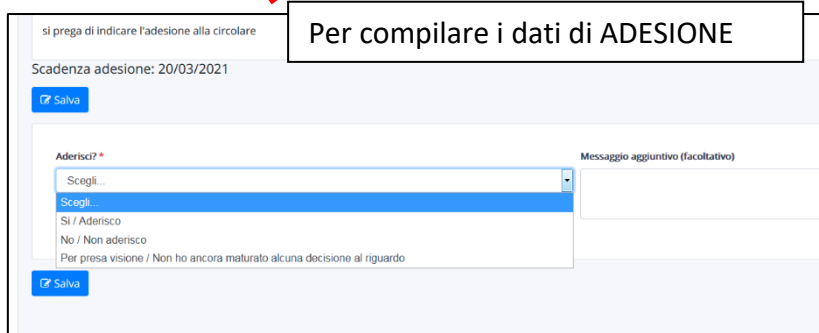 si prega di indicare l'adesione alla circolare
Per compilare i dati di ADESIONE
Scadenza adesione: 20/03/2021
Salva
Aderisci? *
Messaggio aggiuntivo (facoltativo)
Scegli...
Scegli...
Si / Aderisco
No / Non aderisco
Per presa visione / Non ho ancora maturato alcuna decisione al riguardo
Salva